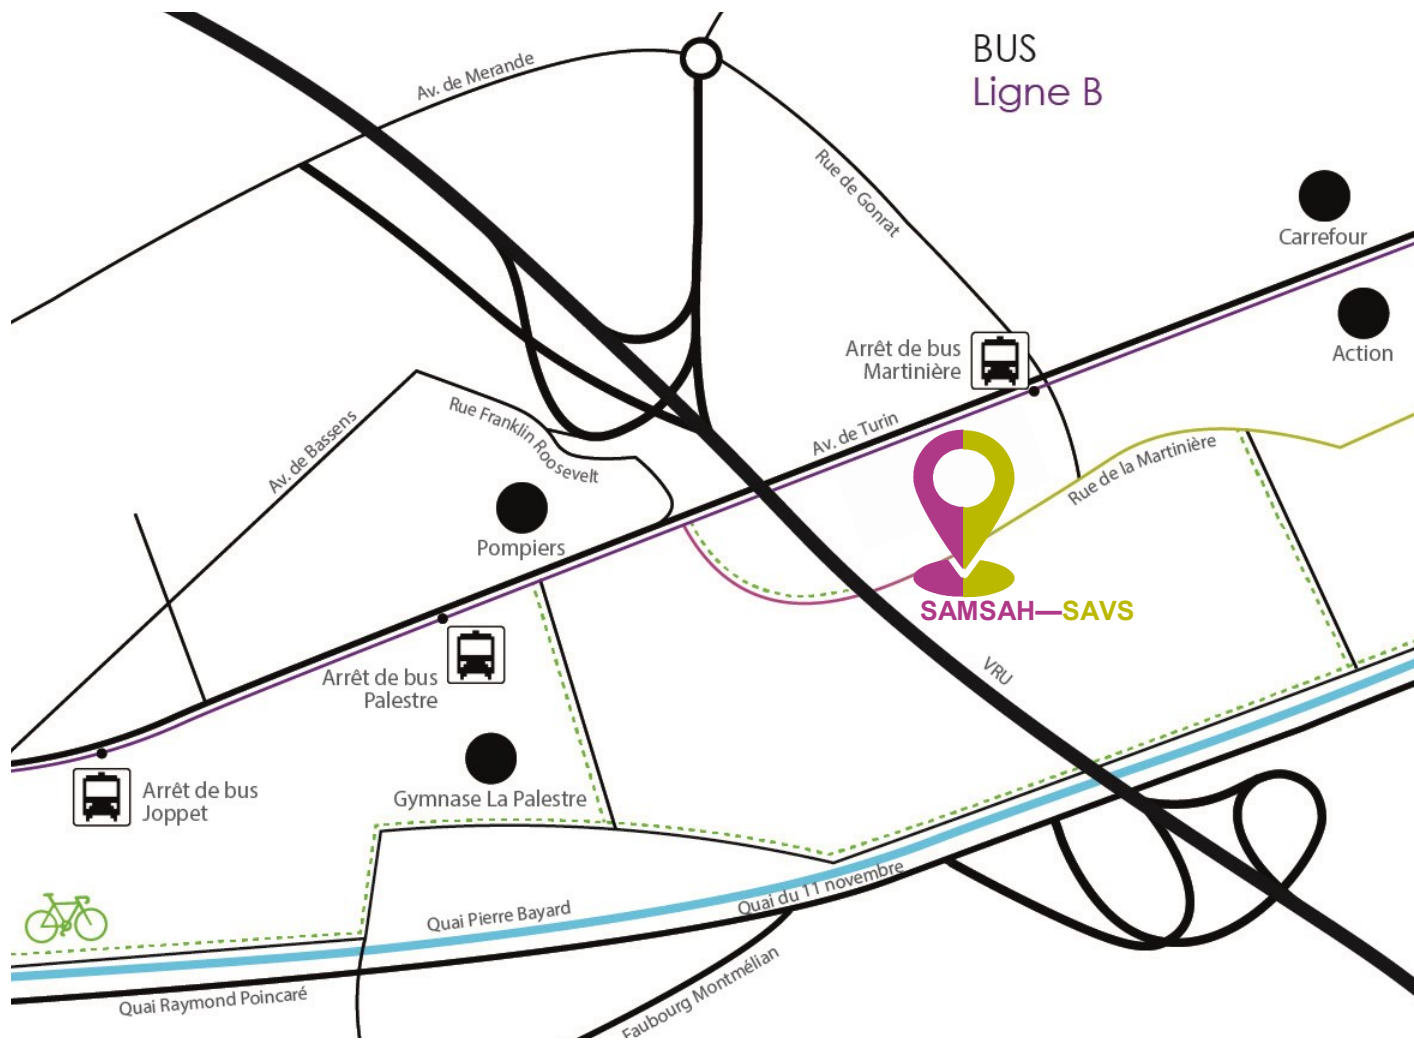 BUS
Ligne B
Av. de Merande
Rue de Gonrat
Carrefour
Action
Arrêt de bus
Martinière
Av. de Turin
Rue de la Martinière
Rue Franklin Roosevelt
Av. de Bassens
Pompiers
SAMSAH—SAVS
Arrêt de bus
Palestre
VRU
Arrêt de bus
Joppet
Gymnase La Palestre
Quai Pierre Bayard
Quai du 11 novembre
Quai Raymond Poincaré
Faubourg Montmélian